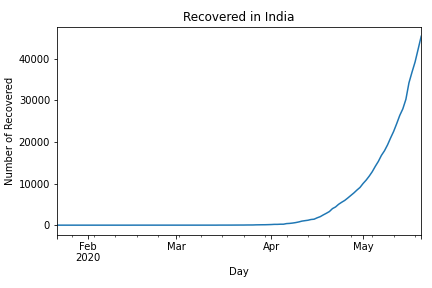 Recovered in India
Number of Recovered
40000
30000
20000
10000
0
Feb
2020
Mar
Apr
May
Day